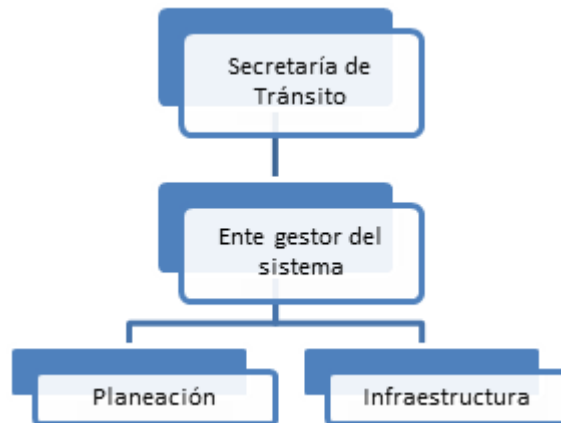 Secretaría de
Tránsito
Ente gestor del
sistema
Planeación
Infraestructura